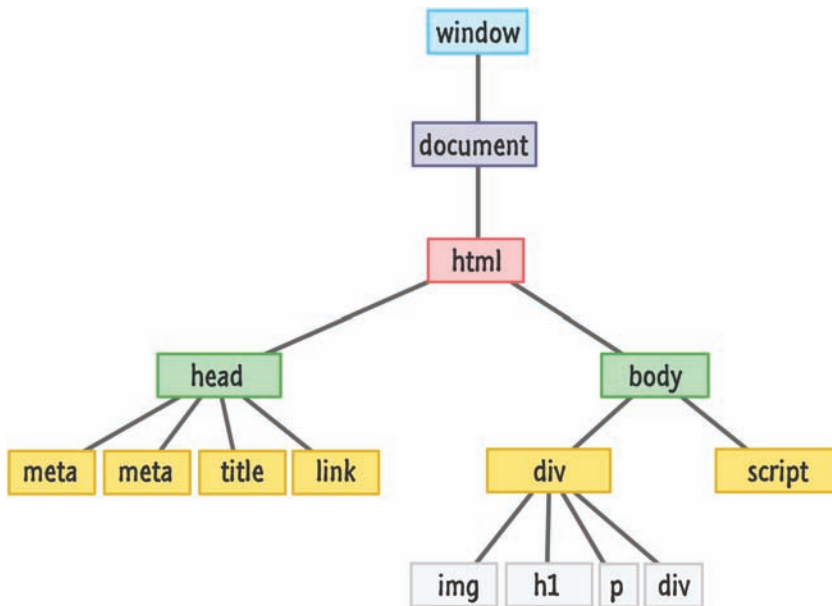 window
document
html
head body
meta meta title link div script
img h1 p div